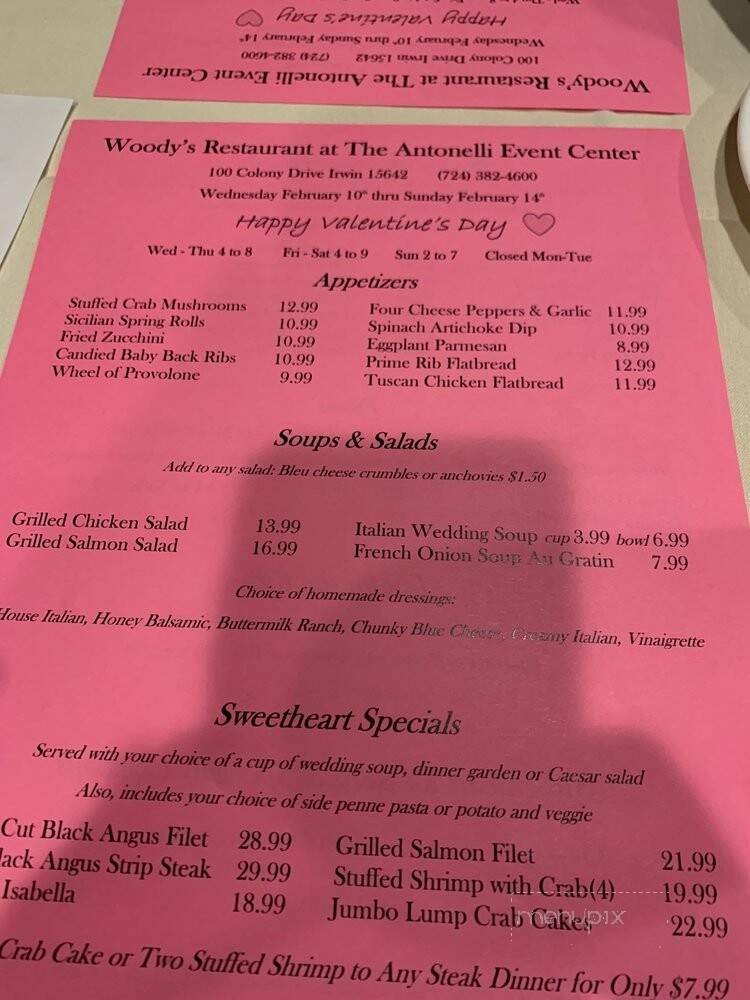 Happy Valentine's Day
Wednesday February 10th thru Sunday February 14th
100 Colony Drive Irwin 15642 (724) 382-4600
Woody's Restaurant at The Antonelli Event Center
Woody's Restaurant at The Antonelli Event Center
100 Colony Drive Irwin 15642 (724) 382-4600
Wednesday February 10th thru Sunday February 14th
Happy Valentine's Day
Wed - Thu 4 to 8 Fri - Sat 4 to 9 Sun 2 to 7 Closed Mon-Tue
Appetizers
Stuffed Crab Mushrooms 12.99 Four Cheese Peppers & Garlic 11.99
Sicilian Spring Rolls 10.99 Spinach Artichoke Dip 10.99
Fried Zucchini 10.99 Eggplant Parmesan 8.99
Candied Baby Back Ribs 10.99 Prime Rib Flatbread 12.99
Wheel of Provolone 9.99 Tuscan Chicken Flatbread 11.99
Soups & Salads
Add to any salad: Bleu cheese crumbles or anchovies $1.50
Grilled Chicken Salad 13.99 Italian Wedding Soup cup 3.99 bowl 6.99
Grilled Salmon Salad 16.99 French Onion Soup Au Gratin 7.99
Choice of homemade dressings:
House Italian, Honey Balsamic, Buttermilk Ranch, Chunky Blue Cheese, Creamy Italian, Vinaigrette
Sweetheart Specials
Served with your choice of a cup of wedding soup, dinner garden or Caesar salad
Also, includes your choice of side penne pasta or potato and veggie
Cut Black Angus Filet 28.99 Grilled Salmon Filet 21.99
lack Angus Strip Steak 29.99 Stuffed Shrimp with Crab(4) 19.99
Isabella 18.99 Jumbo Lump Crab Cakes 22.99
Crab Cake or Two Stuffed Shrimp to Any Steak Dinner for Only $7.99
menupix